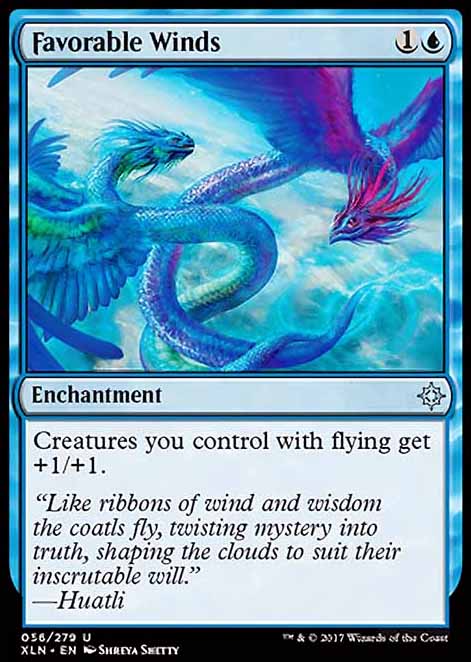 Favorable Winds 1
Enchantment
Creatures you control with flying get
+1/+1.
“Like ribbons of wind and wisdom
the coatls fly, twisting mystery into
truth, shaping the clouds to suit their
inscrutable will.”
—Huatli
056/279 U
XLN • EN Shreya Shetty ™ & © 2017 Wizards of the Coast